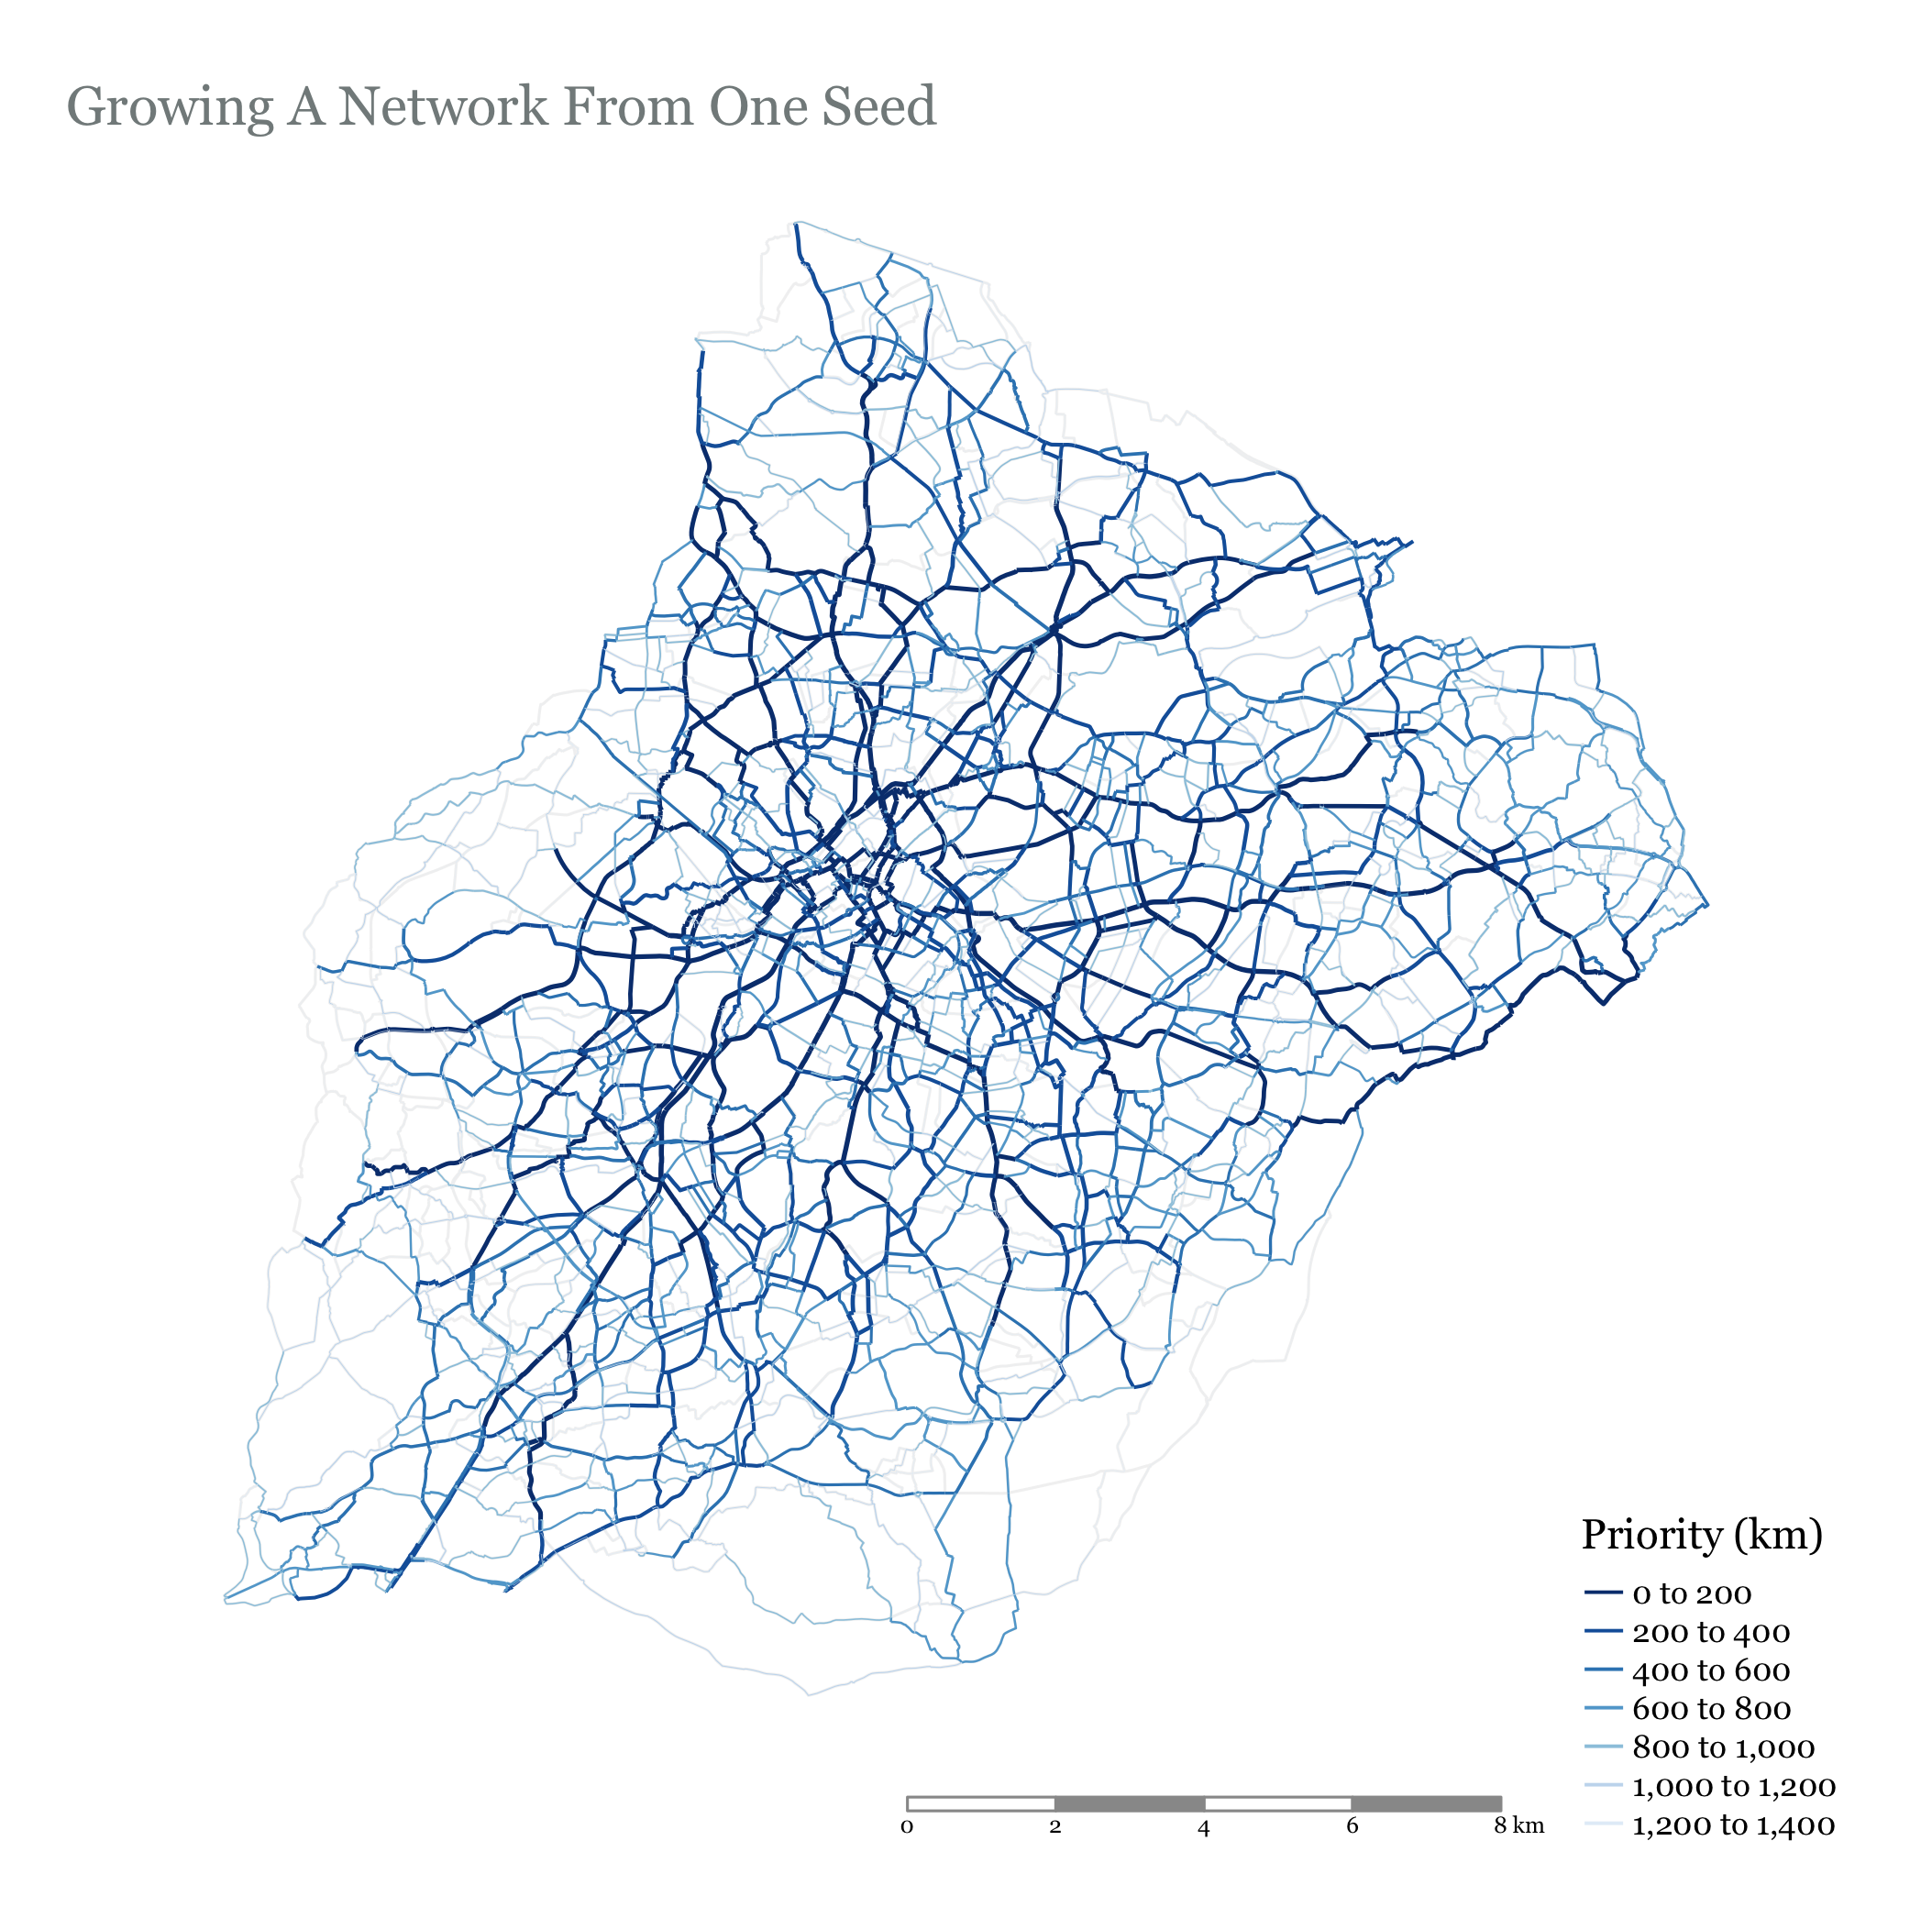 Growing A Network From One Seed
Priority (km)
0 to 200
200 to 400
400 to 600
600 to 800
800 to 1,000
1,000 to 1,200
1,200 to 1,400
0 2 4 6 8 km